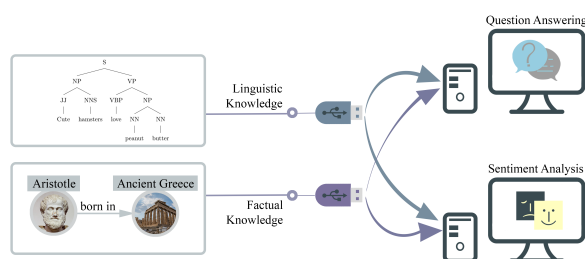 Question Answering
S
NP VP
JJ NNS VBP NP
Cute hamsters love NN NN
peanut butter
Linguistic
Knowledge
?
Sentiment Analysis
Aristotle Ancient Greece
born in
Factual
Knowledge